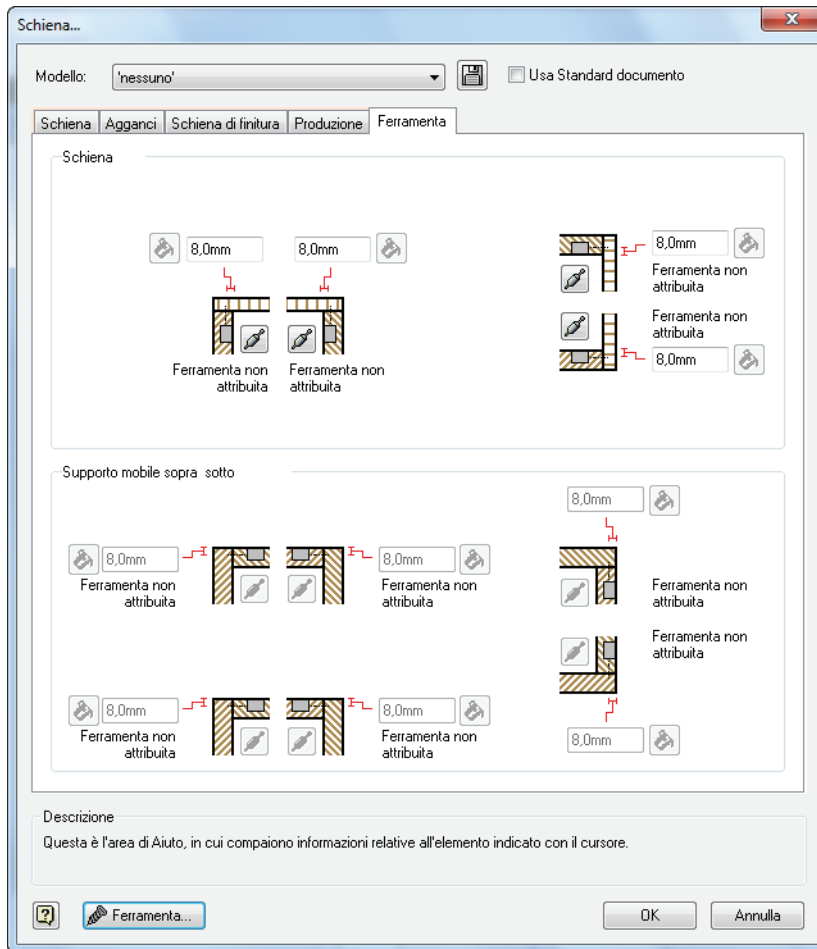 Schiena...
Modello:
'nessuno'
Usa Standard documento
Schiena
Agganci
Schiena di finitura
Produzione
Ferramenta
Schiena
8,0mm
8,0mm
Ferramenta non
attribuita
Ferramenta non
attribuita
8,0mm
Ferramenta non
attribuita
Ferramenta non
attribuita
8,0mm
Supporto mobile sopra sotto
8,0mm
Ferramenta non
attribuita
8,0mm
Ferramenta non
attribuita
8,0mm
Ferramenta non
attribuita
Ferramenta non
attribuita
8,0mm
8,0mm
Ferramenta non
attribuita
8,0mm
Ferramenta non
attribuita
Descrizione
Questa è l'area di Aiuto, in cui compaiono informazioni relative all'elemento indicato con il cursore.
?
Ferramenta...
OK
Annulla